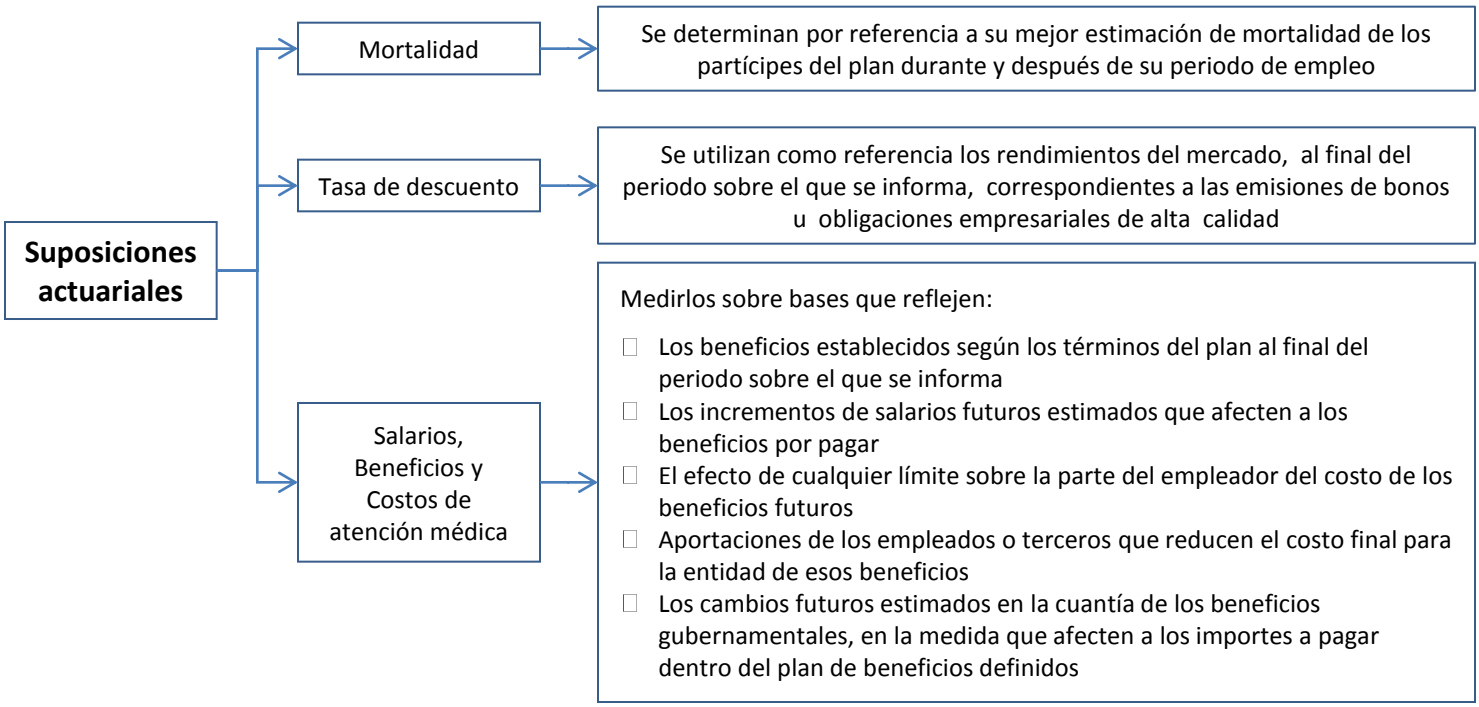 Suposiciones
actuariales
Mortalidad
Se determinan por referencia a su mejor estimación de mortalidad de los
partícipes del plan durante y después de su periodo de empleo
Tasa de descuento
Se utilizan como referencia los rendimientos del mercado, al final del
periodo sobre el que se informa, correspondientes a las emisiones de bonos
u obligaciones empresariales de alta calidad
Salarios,
Beneficios y
Costos de
atención médica
Medirlos sobre bases que reflejen:
Los beneficios establecidos según los términos del plan al final del
periodo sobre el que se informa
Los incrementos de salarios futuros estimados que afecten a los
beneficios por pagar
El efecto de cualquier límite sobre la parte del empleador del costo de los
beneficios futuros
Aportaciones de los empleados o terceros que reducen el costo final para
la entidad de esos beneficios
Los cambios futuros estimados en la cuantía de los beneficios
gubernamentales, en la medida que afecten a los importes a pagar
dentro del plan de beneficios definidos